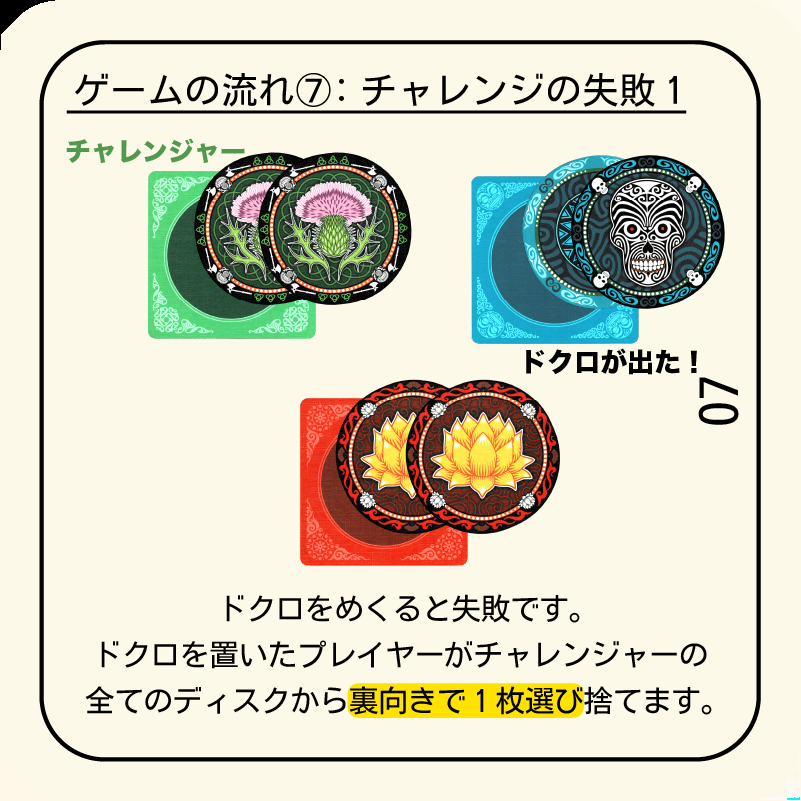 ゲームの流れ⑦：チャレンジの失敗１
チャレンジャー
ドクロが出た！
07
ドクロをめくると失敗です。
ドクロを置いたプレイヤーがチャレンジャーの
全てのディスクから裏向きで１枚選び捨てます。